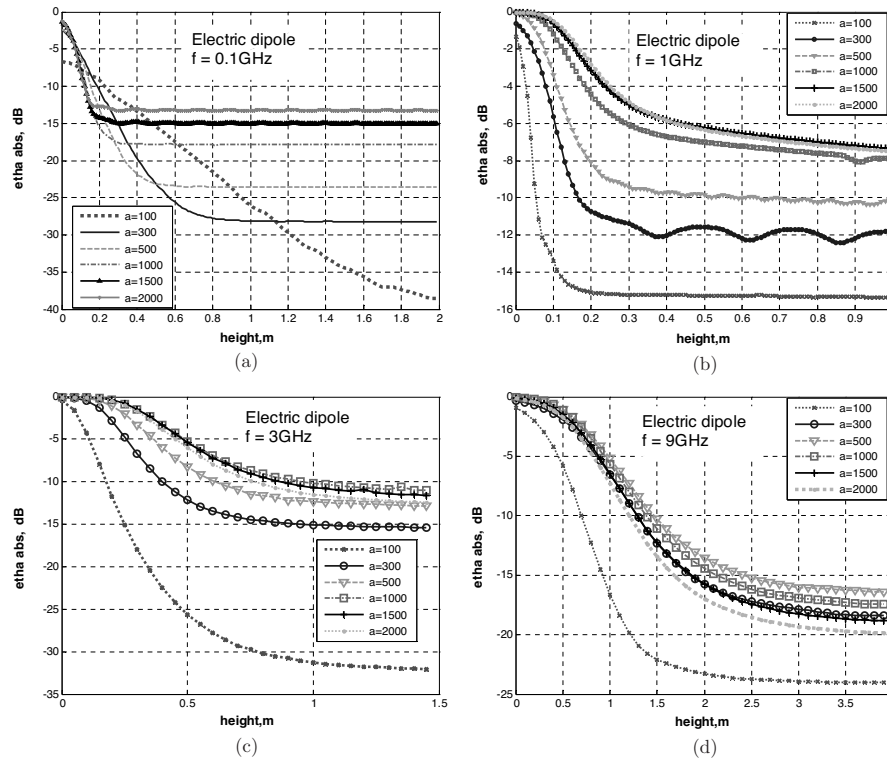 0
-5
-10
-15
-20
-25
-30
-35
-40
etha abs, dB
Electric dipole
f = 0.1GHz
a=100
a=300
a=500
a=1000
a=1500
a=2000
0 0.2 0.4 0.6 0.8 1 1.2 1.4 1.6 1.8 2
height,m
(a)
0
-2
-4
-6
-8
-10
-12
-14
-16
etha abs, dB
Electric dipole
f = 1GHz
a=100
a=300
a=500
a=1000
a=1500
a=2000
0 0.1 0.2 0.3 0.4 0.5 0.6 0.7 0.8 0.9
height,m
(b)
0
-5
-10
-15
-20
-25
-30
-35
etha abs, dB
Electric dipole
f = 3GHz
a=100
a=300
a=500
a=1000
a=1500
a=2000
0 0.5 1 1.5
height,m
(c)
0
-5
-10
-15
-20
-25
etha abs, dB
Electric dipole
f = 9GHz
a=100
a=300
a=500
a=1000
a=1500
a=2000
0 0.5 1 1.5 2 2.5 3 3.5
height,m
(d)